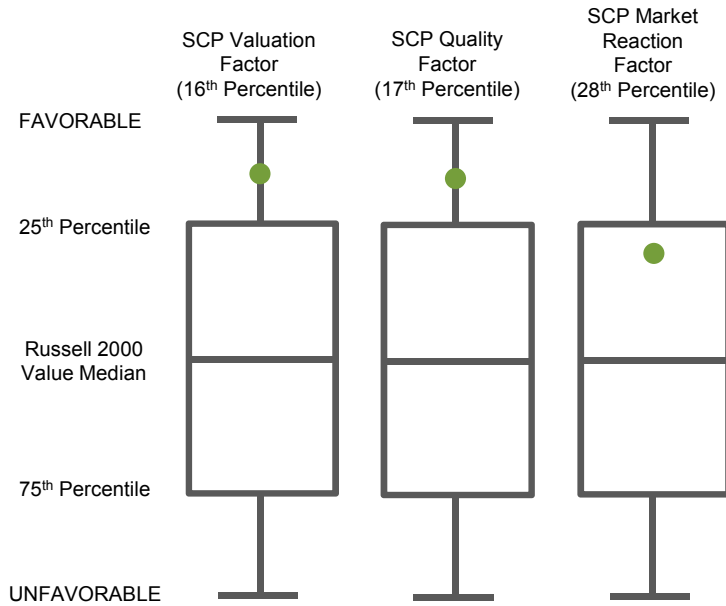 SCP Valuation
Factor
(16th Percentile)
SCP Quality
Factor
(17th Percentile)
SCP Market
Reaction
Factor
(28th Percentile)
FAVORABLE
25th Percentile
Russell 2000
Value Median
75th Percentile
UNFAVORABLE